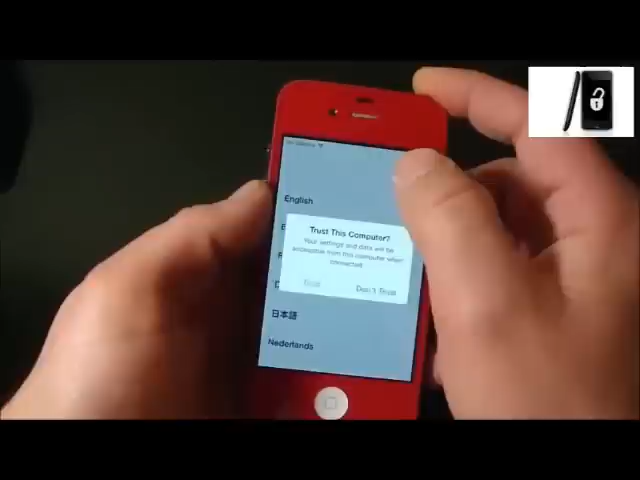 English
Trust This Computer?
Your settings and data will be
accessible from this computer when
connected.
Trust
Don't Trust
日本語
Nederlands